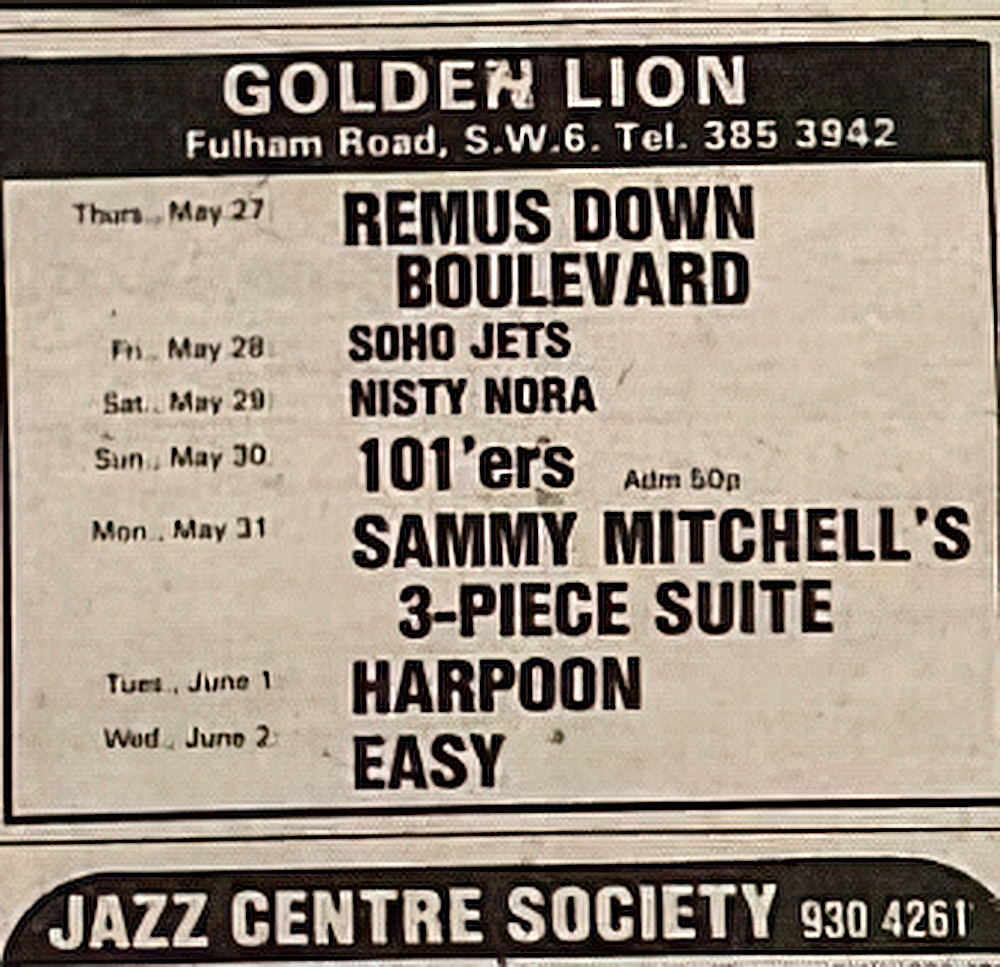 GOLDEN LION
Fulham Road, S.W.6. Tel. 385 3942
Thurs., May 27 REMUS DOWN
BOULEVARD
Fri., May 28 SOHO JETS
Sat., May 29 NISTY NORA
Sun., May 30 101'ers Adm 50p
Mon., May 31 SAMMY MITCHELL'S
3-PIECE SUITE
Tues., June 1 HARPOON
Wed., June 2 EASY
JAZZ CENTRE SOCIETY 930 4261